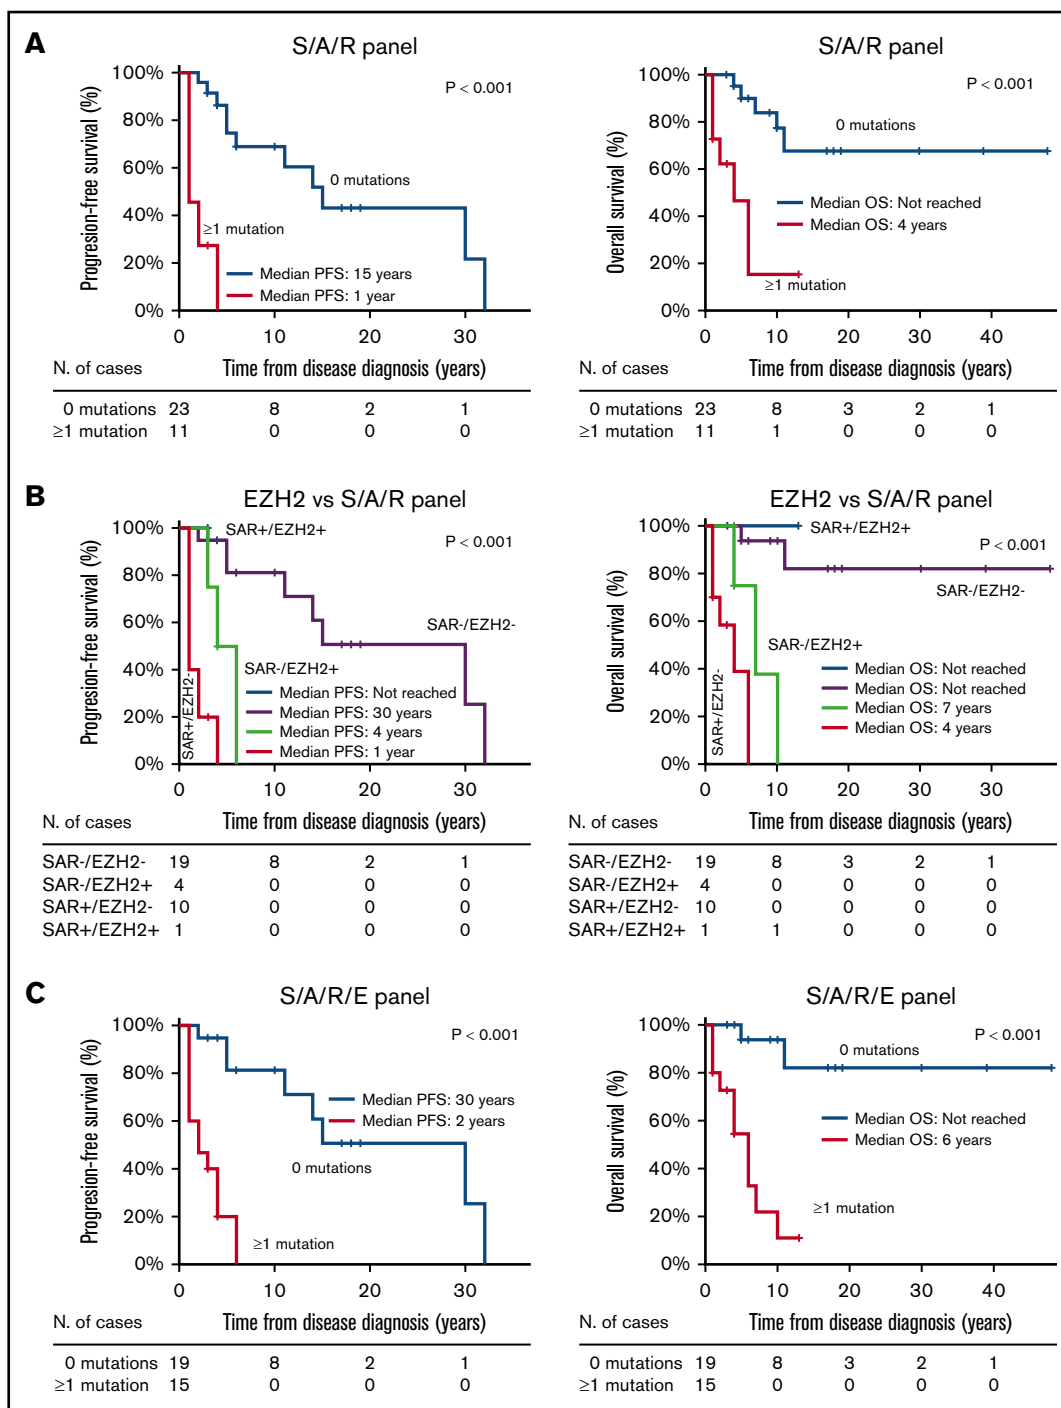 A
S/A/R panel
Progresion-free survival (%)
100%
80%
60%
40%
20%
0%
P < 0.001
0 mutations
≥1 mutation
Median PFS: 15 years
Median PFS: 1 year
0 10 20 30
N. of cases Time from disease diagnosis (years)
0 mutations 23 8 2 1
≥1 mutation 11 0 0 0
S/A/R panel
Overall survival (%)
100%
80%
60%
40%
20%
0%
P < 0.001
0 mutations
Median OS: Not reached
Median OS: 4 years
≥1 mutation
0 10 20 30 40
N. of cases Time from disease diagnosis (years)
0 mutations 23 8 3 2 1
≥1 mutation 11 1 0 0 0
B
EZH2 vs S/A/R panel
Progresion-free survival (%)
100%
80%
60%
40%
20%
0%
SAR+/EZH2+
P < 0.001
SAR-/EZH2-
SAR-/EZH2+
SAR+/EZH2-
Median PFS: Not reached
Median PFS: 30 years
Median PFS: 4 years
Median PFS: 1 year
0 10 20 30
N. of cases Time from disease diagnosis (years)
SAR-/EZH2- 19 8 2 1
SAR-/EZH2+ 4 0 0 0
SAR+/EZH2- 10 0 0 0
SAR+/EZH2+ 1 0 0 0
EZH2 vs S/A/R panel
Overall survival (%)
100%
80%
60%
40%
20%
0%
SAR+/EZH2+
P < 0.001
SAR-/EZH2-
SAR-/EZH2+
SAR+/EZH2-
Median OS: Not reached
Median OS: Not reached
Median OS: 7 years
Median OS: 4 years
0 10 20 30
N. of cases Time from disease diagnosis (years)
SAR-/EZH2- 19 8 3 2 1
SAR-/EZH2+ 4 0 0 0 0
SAR+/EZH2- 10 0 0 0 0
SAR+/EZH2+ 1 1 0 0 0
C
S/A/R/E panel
Progresion-free survival (%)
100%
80%
60%
40%
20%
0%
P < 0.001
Median PFS: 30 years
Median PFS: 2 years
0 mutations
≥1 mutation
0 10 20 30
N. of cases Time from disease diagnosis (years)
0 mutations 19 8 2 1
≥1 mutation 15 0 0 0
S/A/R/E panel
Overall survival (%)
100%
80%
60%
40%
20%
0%
P < 0.001
0 mutations
Median OS: Not reached
Median OS: 6 years
≥1 mutation
0 10 20 30 40
N. of cases Time from disease diagnosis (years)
0 mutations 19 8 3 2 1
≥1 mutation 15 0 0 0 0